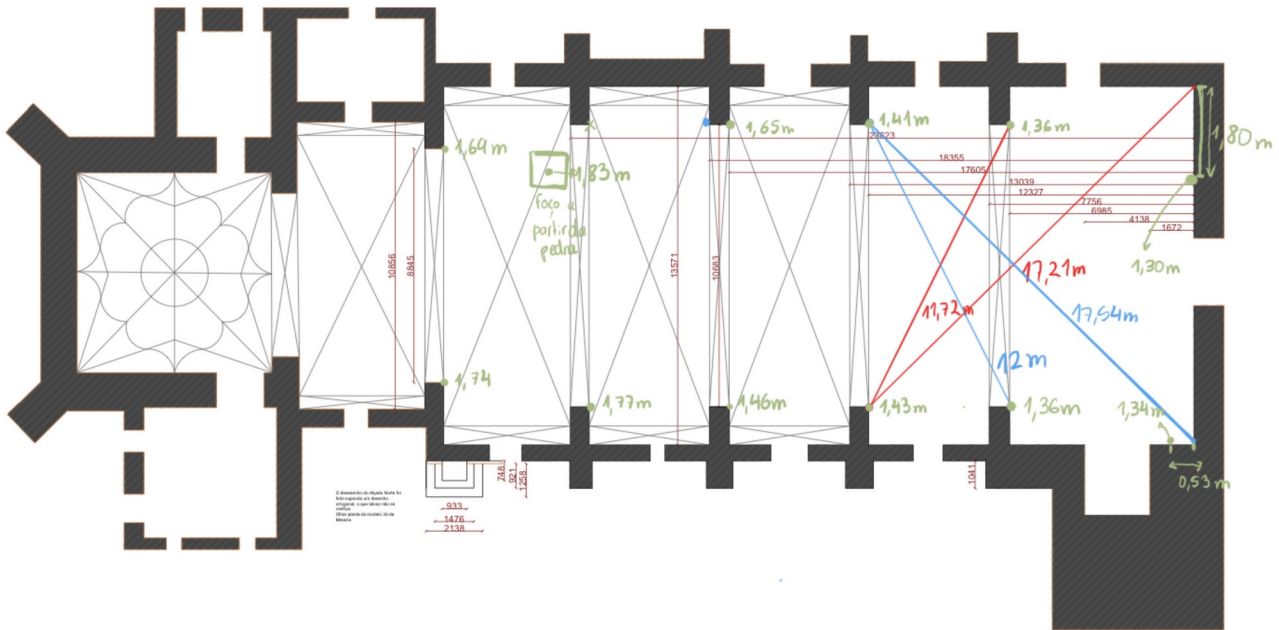 1,41m
1,36m
1,65m
22623
1,80m
1,69m
18355
1,83m
17605
13039
12327
7756
foço a
6985
partir da
4138
pedra
1672
1,30m
10856
8845
13571
10683
17,21m
11,72m
17,54m
12m
1,74
1,77m
1,46m
1,43m
1,36m
1,34m
748
921
1258
1041
0,53m
933
1476
2138